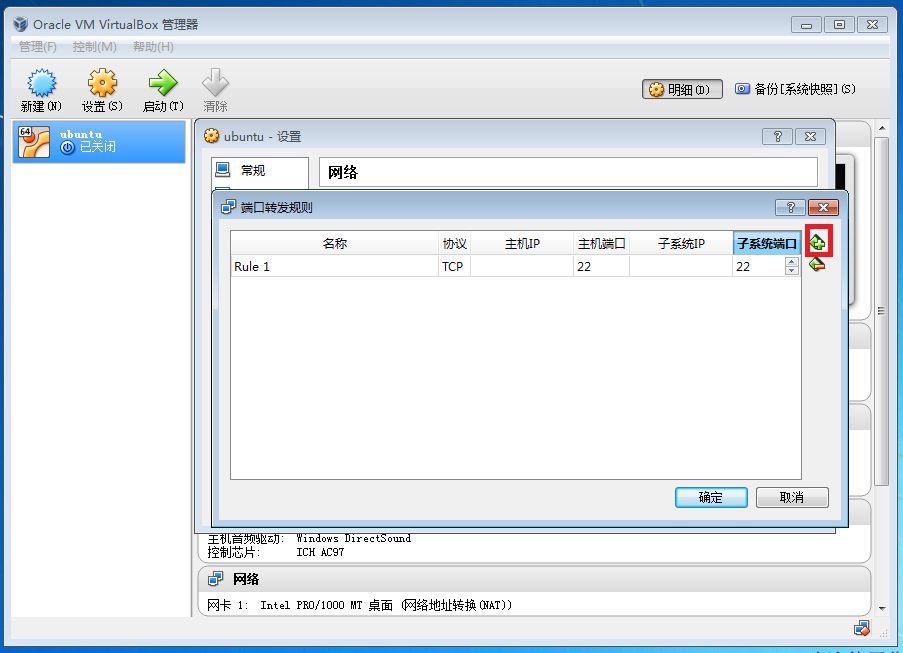 Oracle VM VirtualBox 管理器
管理(F) 控制(M) 帮助(H)
新建(N) 设置(S) 启动(T) 清除 明细(D) 备份[系统快照](S)
64 ubuntu
已关闭
ubuntu - 设置 ?
常规 网络
端口转发规则 ?
名称 协议 主机IP 主机端口 子系统IP 子系统端口
Rule 1 TCP 22 22
确定 取消
主机音频驱动: Windows DirectSound
控制芯片: ICH AC97
网络
网卡 1: Intel PRO/1000 MT 桌面 (网络地址转换(NAT))